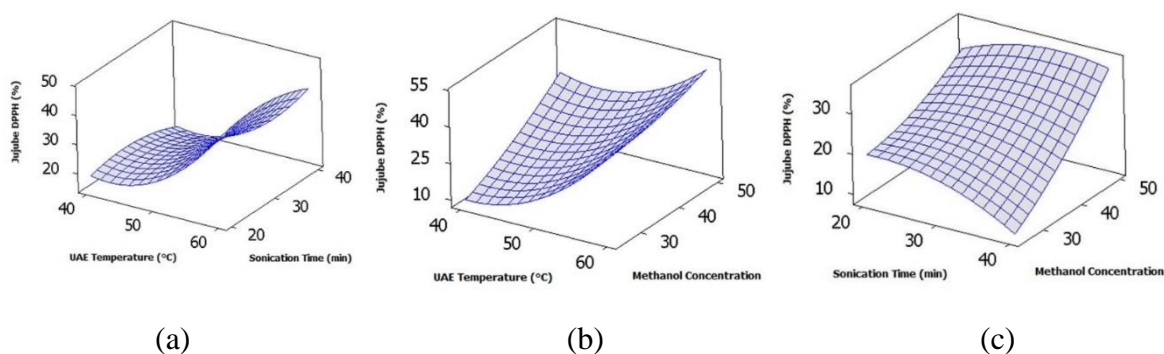 50
40
30
20
Jujube DPPH (%)
40
50
60
UAE Temperature (°C)
20
30
40
Sonication Time (min)
(a)
55
40
25
10
Jujube DPPH (%)
40
50
60
UAE Temperature (°C)
30
40
50
Methanol Concentration
(b)
30
20
10
Jujube DPPH (%)
20
30
40
Sonication Time (min)
30
40
50
Methanol Concentration
(c)